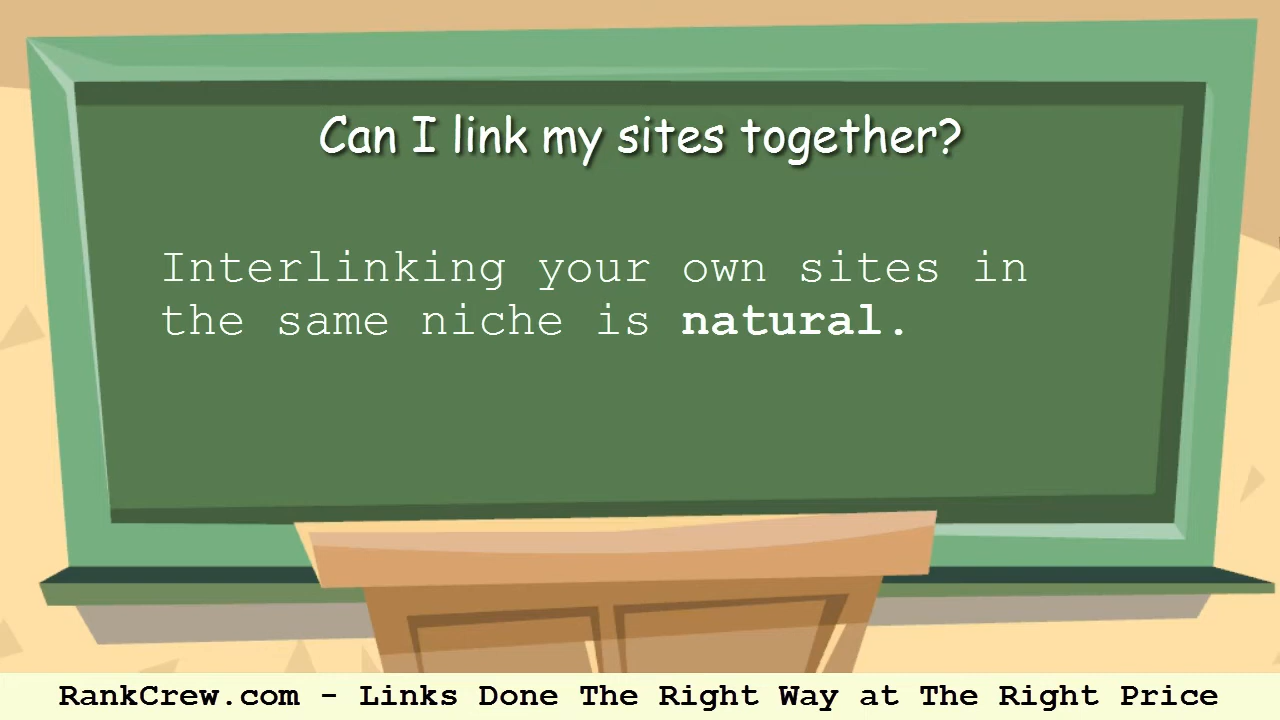 Can I link my sites together?
Interlinking your own sites in
the same niche is natural.
RankCrew.com - Links Done The Right Way at The Right Price